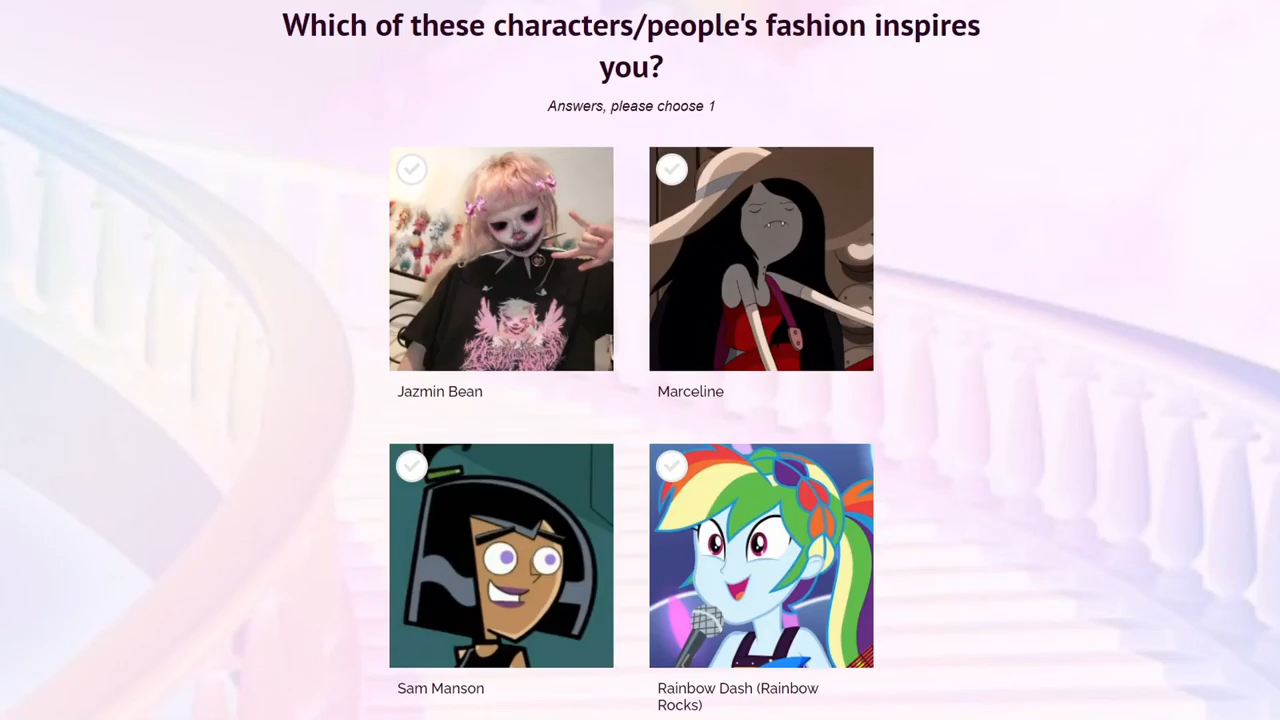 Which of these characters/people's fashion inspires
you?
Answers, please choose 1
Jazmin Bean
Marceline
Sam Manson
Rainbow Dash (Rainbow
Rocks)